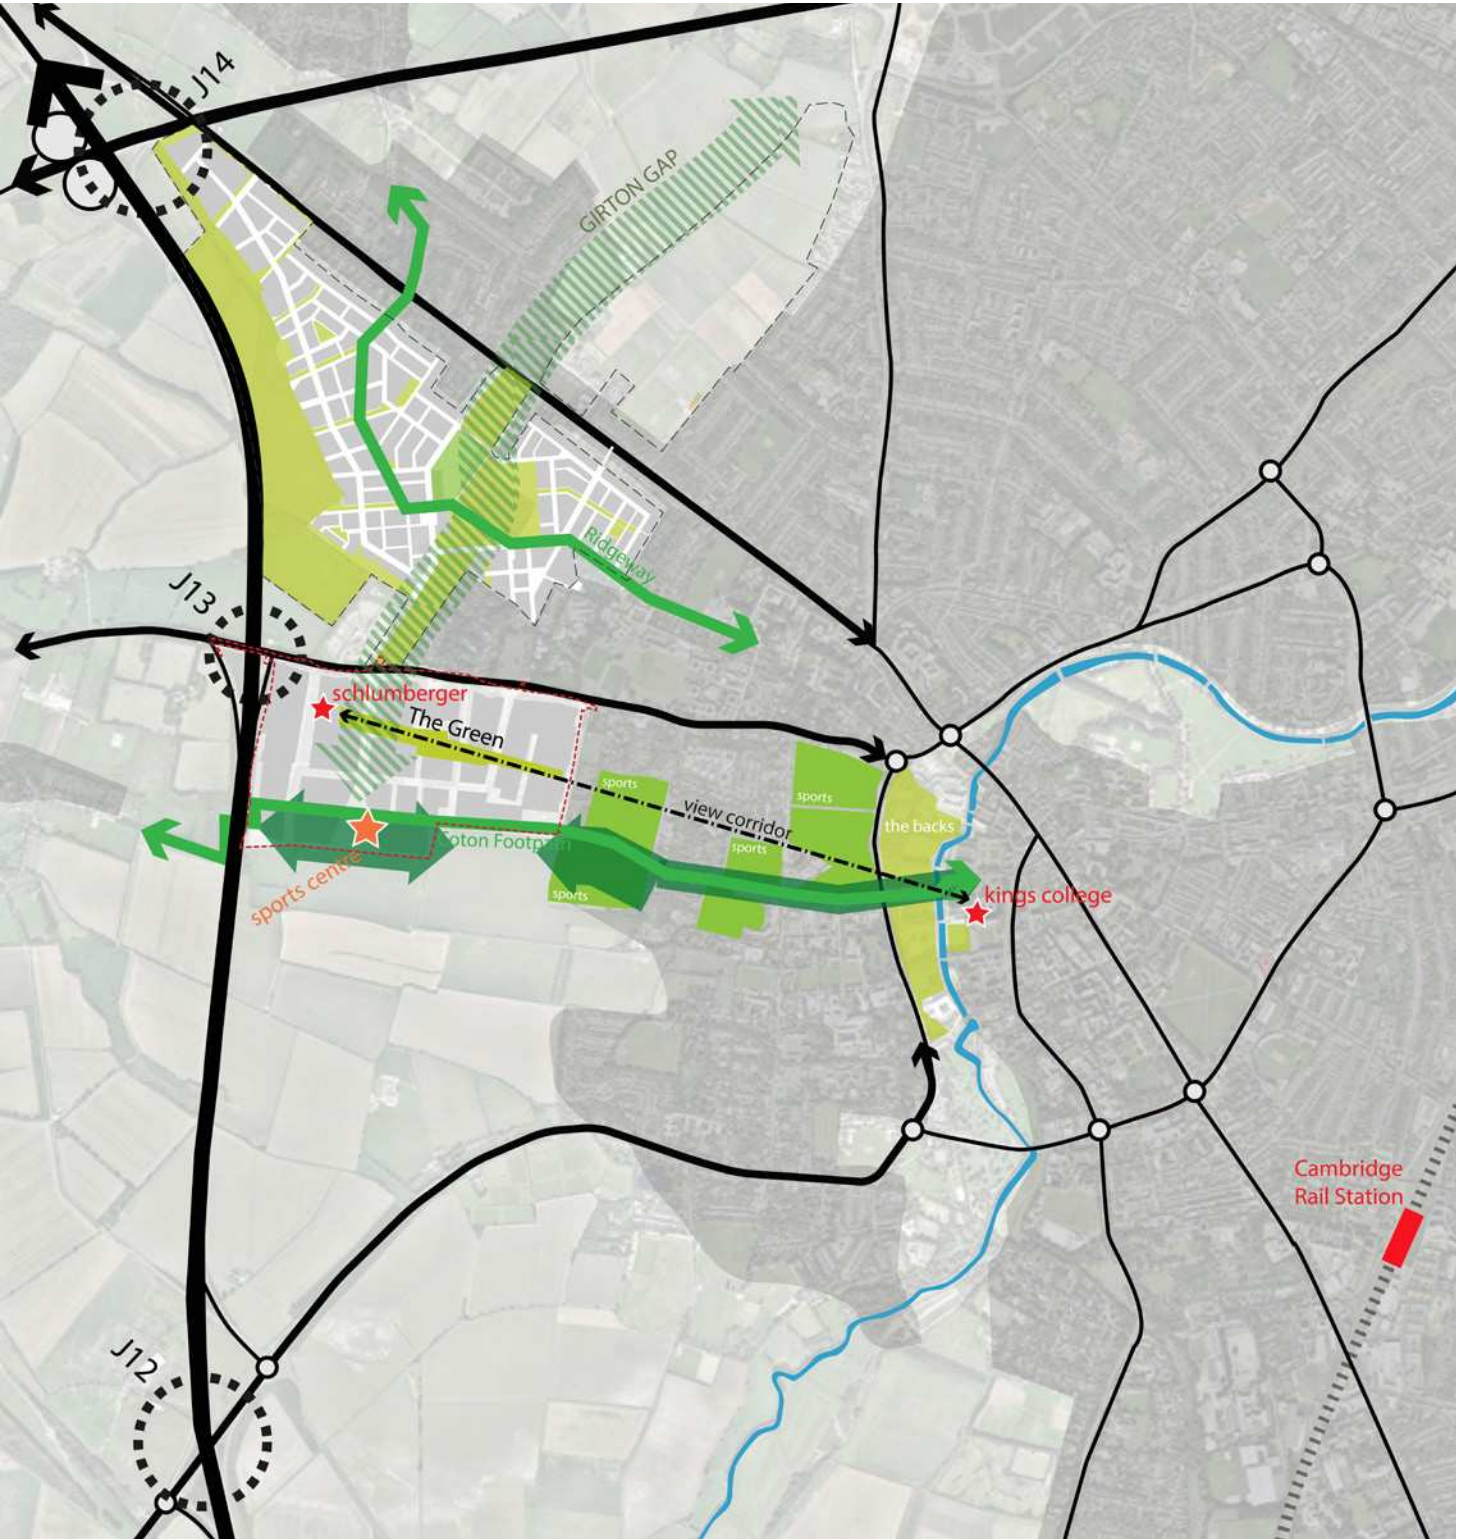 J14
GIRTON GAP
Ridgeway
J13
schlumberger
The Green
sports
sports
view corridor
the backs
sports
Coton Footpath
sports centre
sports
kings college
Cambridge
Rail Station
J12